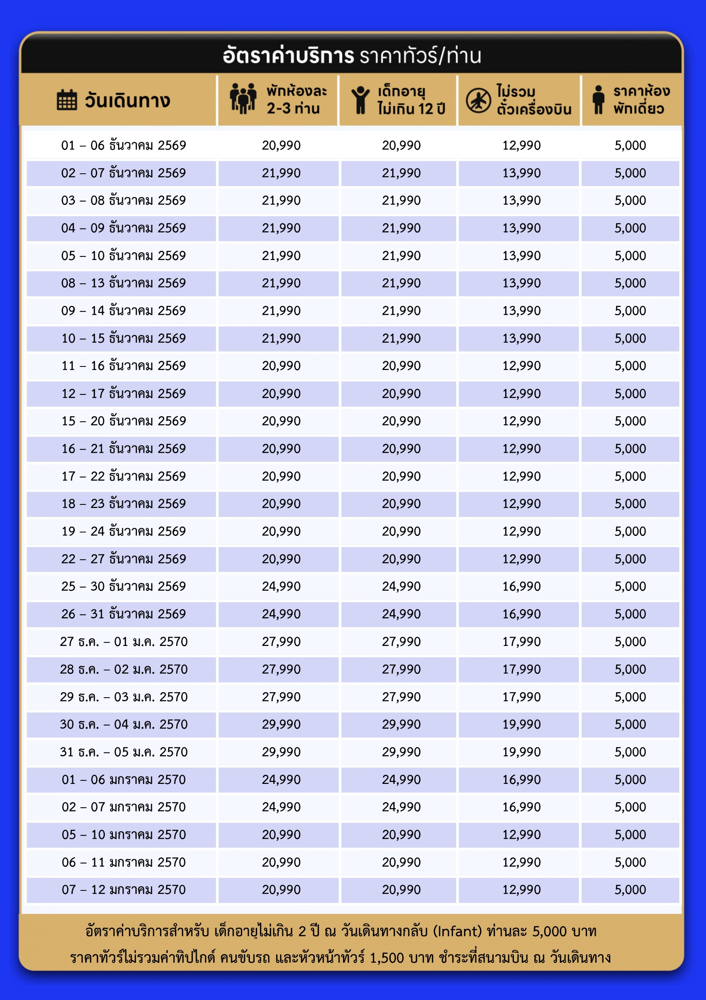 อัตราค่าบริการ ราคาทัวร์/ท่าน
วันเดินทาง พักห้องละ 2-3 ท่าน เด็กอายุ ไม่เกิน 12 ปี ไม่รวม ตั๋วเครื่องบิน ราคาห้อง พักเดี่ยว
01 – 06 ธันวาคม 2569 20,990 20,990 12,990 5,000
02 – 07 ธันวาคม 2569 21,990 21,990 13,990 5,000
03 – 08 ธันวาคม 2569 21,990 21,990 13,990 5,000
04 – 09 ธันวาคม 2569 21,990 21,990 13,990 5,000
05 – 10 ธันวาคม 2569 21,990 21,990 13,990 5,000
08 – 13 ธันวาคม 2569 21,990 21,990 13,990 5,000
09 – 14 ธันวาคม 2569 21,990 21,990 13,990 5,000
10 – 15 ธันวาคม 2569 21,990 21,990 13,990 5,000
11 – 16 ธันวาคม 2569 20,990 20,990 12,990 5,000
12 – 17 ธันวาคม 2569 20,990 20,990 12,990 5,000
15 – 20 ธันวาคม 2569 20,990 20,990 12,990 5,000
16 – 21 ธันวาคม 2569 20,990 20,990 12,990 5,000
17 – 22 ธันวาคม 2569 20,990 20,990 12,990 5,000
18 – 23 ธันวาคม 2569 20,990 20,990 12,990 5,000
19 – 24 ธันวาคม 2569 20,990 20,990 12,990 5,000
22 – 27 ธันวาคม 2569 20,990 20,990 12,990 5,000
25 – 30 ธันวาคม 2569 24,990 24,990 16,990 5,000
26 – 31 ธันวาคม 2569 24,990 24,990 16,990 5,000
27 ธ.ค. – 01 ม.ค. 2570 27,990 27,990 17,990 5,000
28 ธ.ค. – 02 ม.ค. 2570 27,990 27,990 17,990 5,000
29 ธ.ค. – 03 ม.ค. 2570 27,990 27,990 17,990 5,000
30 ธ.ค. – 04 ม.ค. 2570 29,990 29,990 19,990 5,000
31 ธ.ค. – 05 ม.ค. 2570 29,990 29,990 19,990 5,000
01 – 06 มกราคม 2570 24,990 24,990 16,990 5,000
02 – 07 มกราคม 2570 24,990 24,990 16,990 5,000
05 – 10 มกราคม 2570 20,990 20,990 12,990 5,000
06 – 11 มกราคม 2570 20,990 20,990 12,990 5,000
07 – 12 มกราคม 2570 20,990 20,990 12,990 5,000
อัตราค่าบริการสำหรับ เด็กอายุไม่เกิน 2 ปี ณ วันเดินทางกลับ (Infant) ท่านละ 5,000 บาท
ราคาทัวร์ไม่รวมค่าทิปไกด์ คนขับรถ และหัวหน้าทัวร์ 1,500 บาท ชำระที่สนามบิน ณ วันเดินทาง